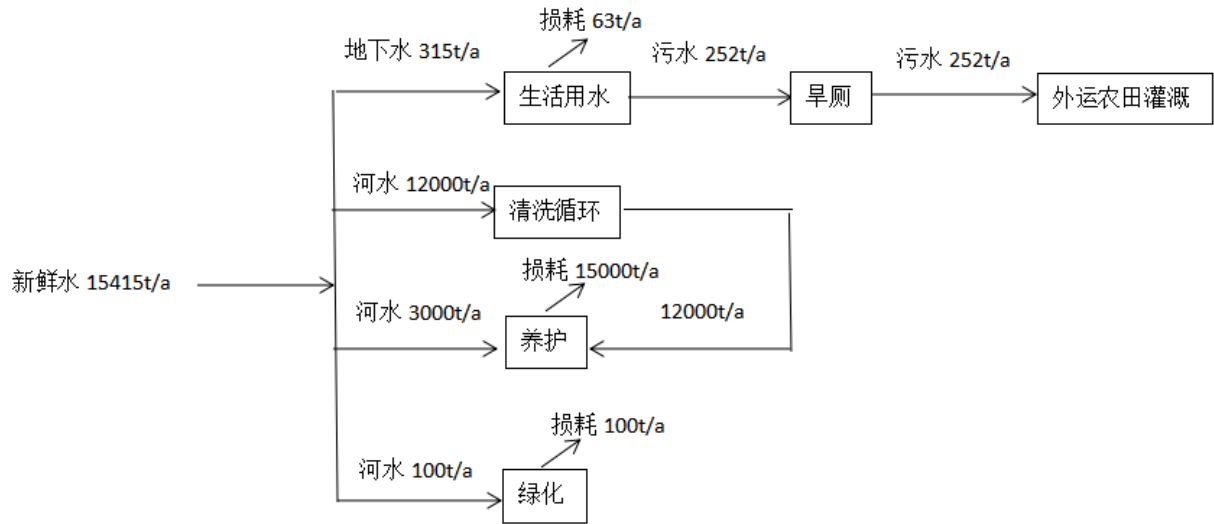 损耗 63t/a
地下水 315t/a
污水 252t/a
污水 252t/a
生活用水
旱厕
外运农田灌溉
河水 12000t/a
清洗循环
新鲜水 15415t/a
损耗 15000t/a
河水 3000t/a
12000t/a
养护
损耗 100t/a
河水 100t/a
绿化